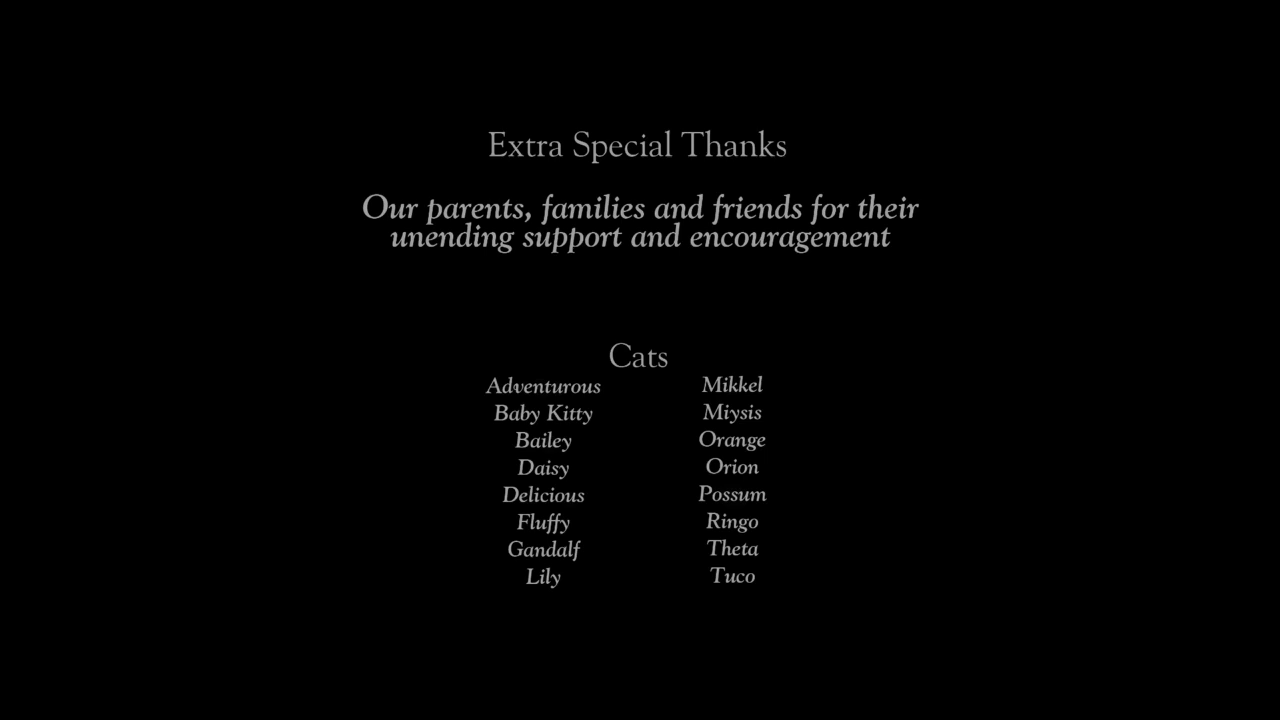 Extra Special Thanks
Our parents, families and friends for their
unending support and encouragement
Cats
Adventurous
Baby Kitty
Bailey
Daisy
Delicious
Fluffy
Gandalf
Lily
Mikkel
Miysis
Orange
Orion
Possum
Ringo
Theta
Tuco